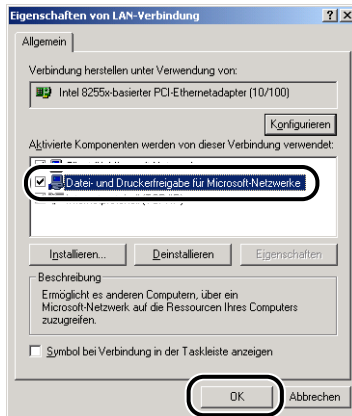 Eigenschaften von LAN-Verbindung
Allgemein
Verbindung herstellen unter Verwendung von:
Intel 8255x-basierter PCI-Ethernetadapter (10/100)
Konfigurieren
Aktivierte Komponenten werden von dieser Verbindung verwendet:
Datei- und Druckerfreigabe für Microsoft-Netzwerke
Installieren...
Deinstallieren
Eigenschaften
Beschreibung
Ermöglicht es anderen Computern, über ein
Microsoft-Netzwerk auf die Ressourcen Ihres Computers
zuzugreifen.
Symbol bei Verbindung in der Taskleiste anzeigen
OK
Abbrechen